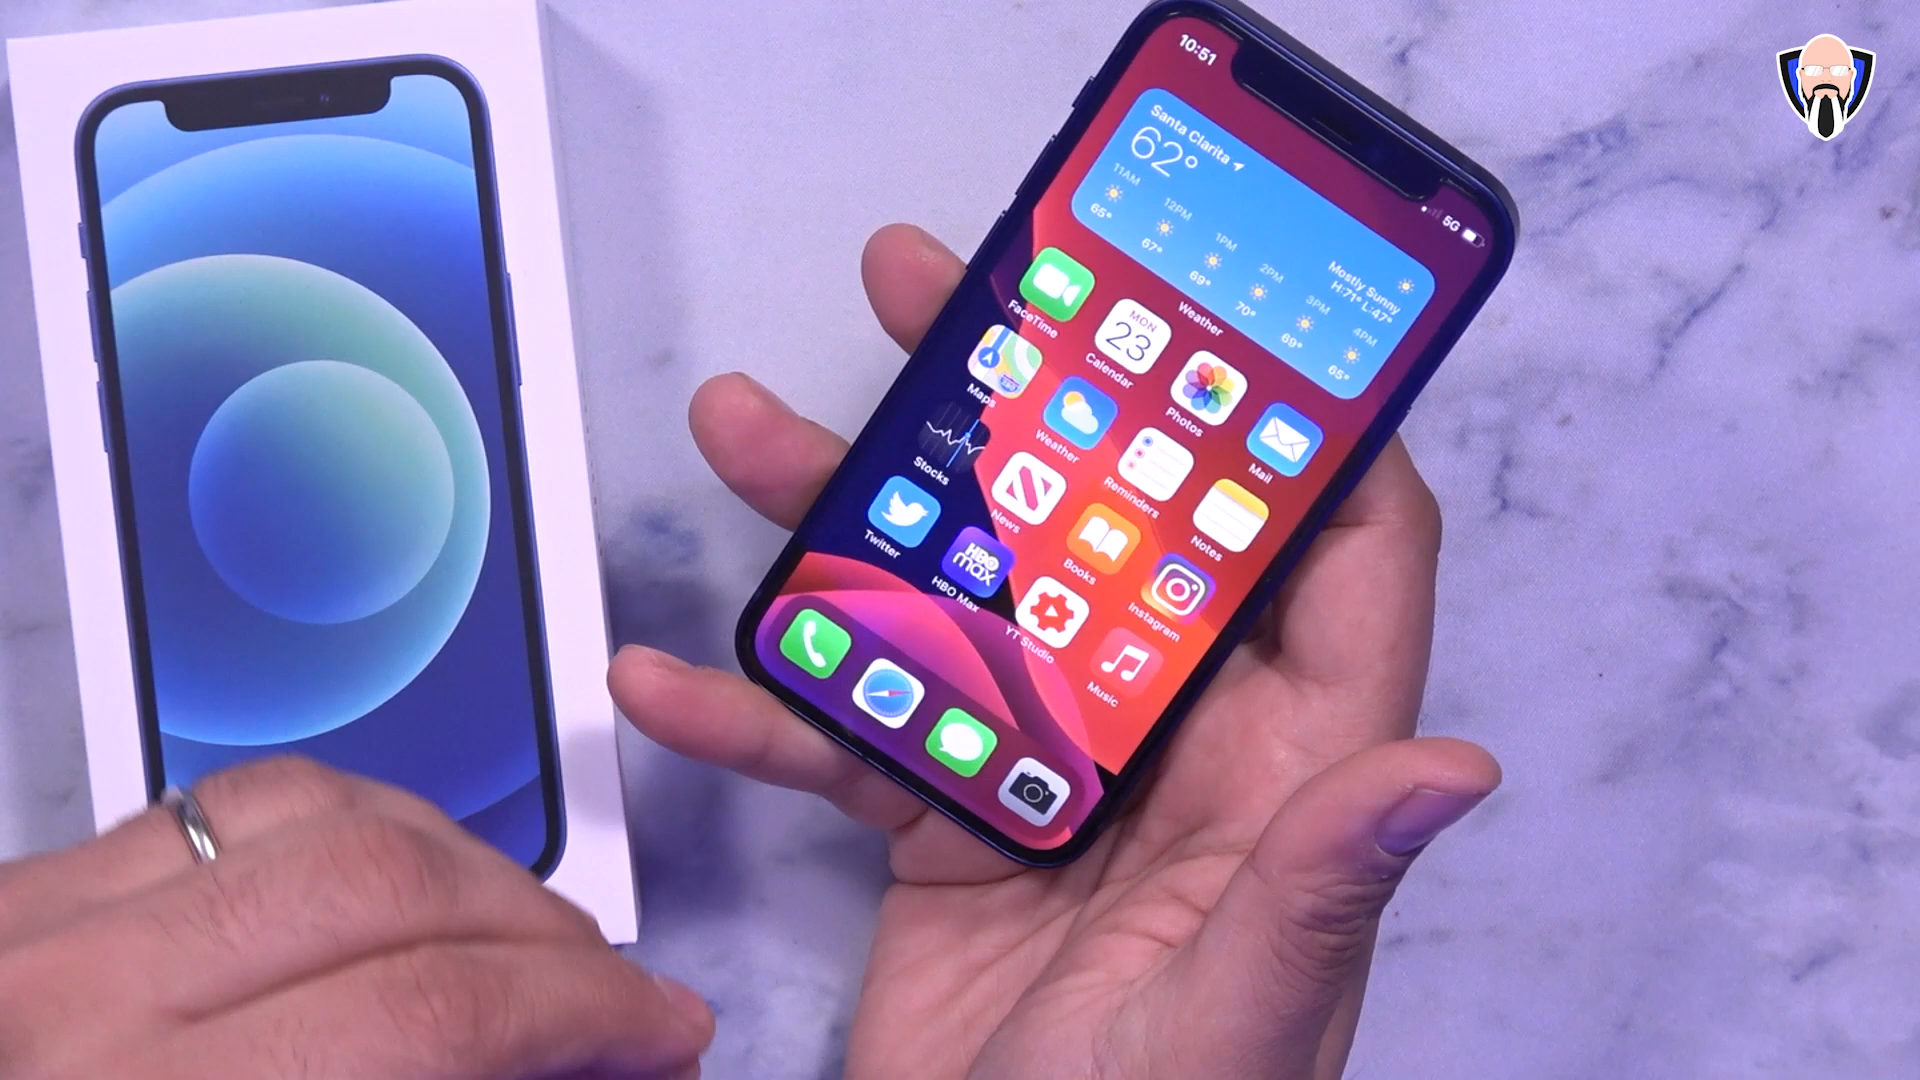 10:51
5G
Santa Clarita
62°
Mostly Sunny
H:71° L:47°
11AM
12PM
1PM
2PM
3PM
4PM
65°
67°
69°
70°
69°
65°
Weather
FaceTime
MON
23
Calendar
Photos
Mail
Maps
280
Weather
Reminders
Notes
Stocks
News
Books
Instagram
Twitter
HBO
max
HBO Max
YT Studio
Music